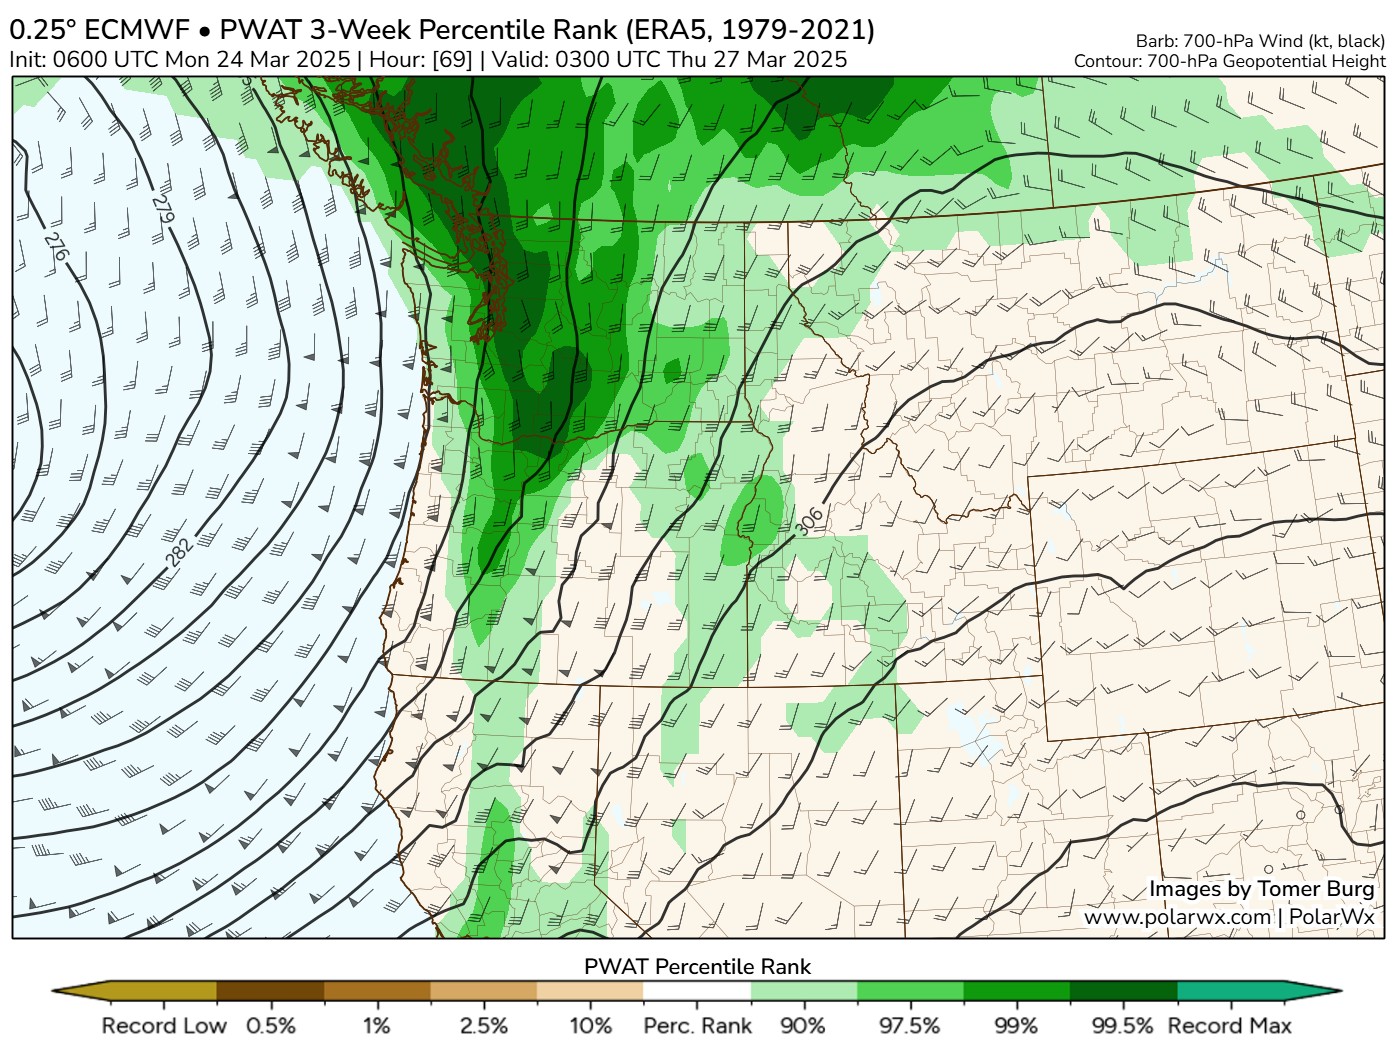 0.25° ECMWF • PWAT 3-Week Percentile Rank (ERA5, 1979-2021)
Init: 0600 UTC Mon 24 Mar 2025 | Hour: [69] | Valid: 0300 UTC Thu 27 Mar 2025
Barb: 700-hPa Wind (kt, black)
Contour: 700-hPa Geopotential Height
279
276
306
282
Images by Tomer Burg
www.polarwx.com | PolarWx
PWAT Percentile Rank
Record Low 0.5% 1% 2.5% 10% Perc. Rank 90% 97.5% 99% 99.5% Record Max